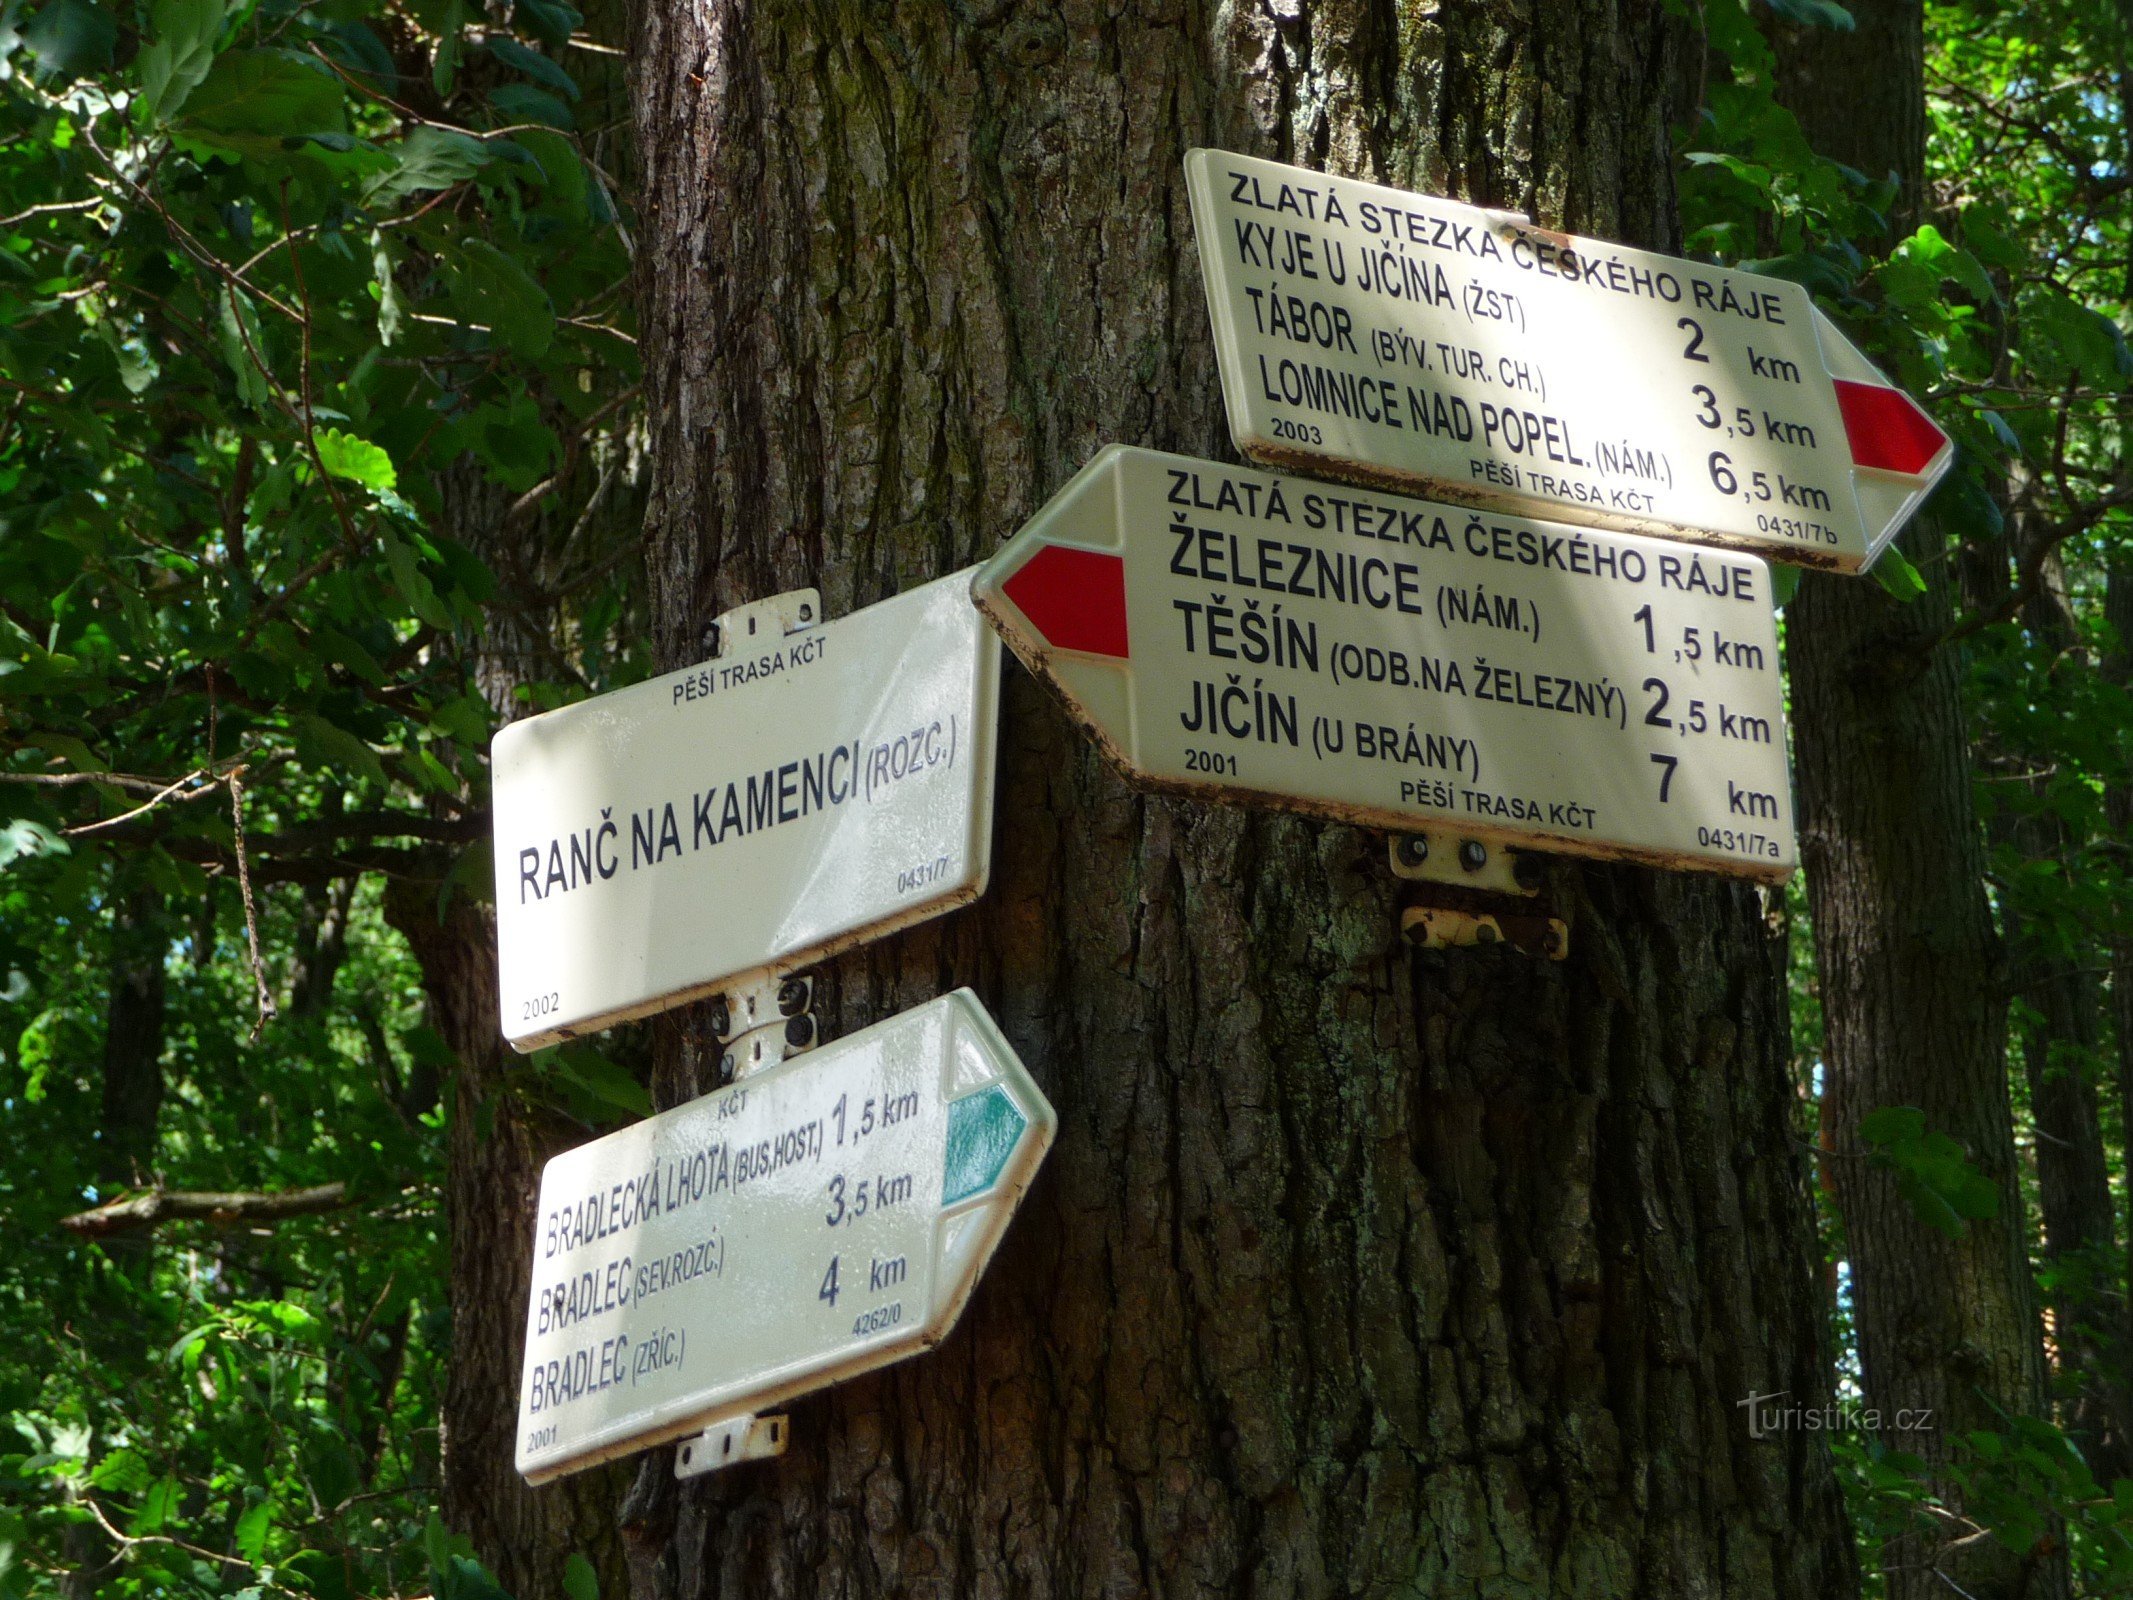 ZLATÁ STEZKA ČESKÉHO RÁJE
KYJE U JIČÍNA (ŽST) 2 km
TÁBOR (BÝV. TUR. CH.) 3,5 km
LOMNICE NAD POPEL. (NÁM.) 6,5 km
2003 PĚŠÍ TRASA KČT 0431/7b
ZLATÁ STEZKA ČESKÉHO RÁJE
ŽELEZNICE (NÁM.) 1,5 km
TĚŠÍN (ODB.NA ŽELEZNÝ) 2,5 km
JIČÍN (U BRÁNY) 7 km
2001 PĚŠÍ TRASA KČT 0431/7a
PĚŠÍ TRASA KČT
RANČ NA KAMENCI (ROZC.)
2002 0431/7
KČT
BRADLECKÁ LHOTA (BUS,HOST.) 1,5 km
BRADLEC (SEV.ROZC.) 3,5 km
BRADLEC (ZŘÍC.) 4 km
2001 4262/0
Turistika.cz